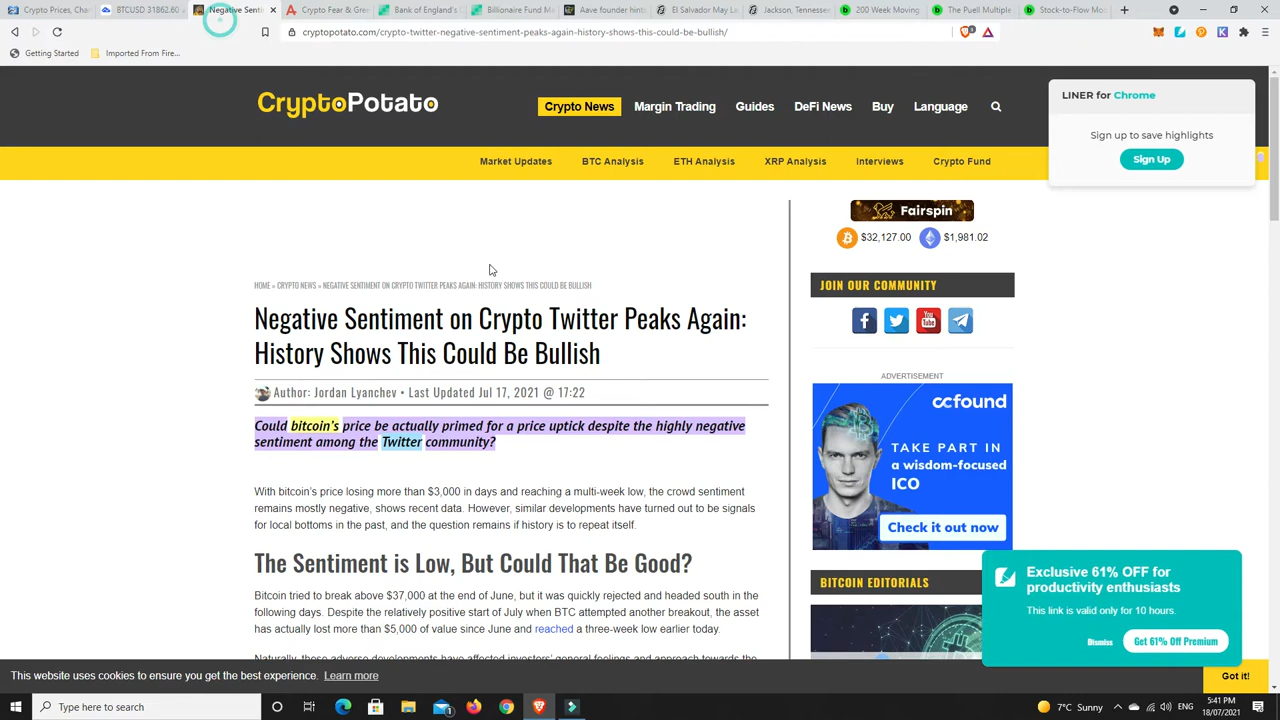 Crypto Prices, Cha
BTCUSD 31862.60
Negative Senti
Crypto Fear & Gre
Bank of England's
Billionaire Fund M
Aave founder hints
El Salvador May L
Jackson, Tennesse
200 Week Moving
The Puell Multiple
Stock-to-Flow Mo
cryptopotato.com/crypto-twitter-negative-sentiment-peaks-again-history-shows-this-could-be-bullish/
Getting Started
Imported From Fire...
CryptoPotato
Crypto News
Margin Trading
Guides
DeFi News
Buy
Language
LINER for Chrome
Sign up to save highlights
Sign Up
Market Updates
BTC Analysis
ETH Analysis
XRP Analysis
Interviews
Crypto Fund
Fairspin
$32,127.00
$1,981.02
HOME » CRYPTO NEWS » NEGATIVE SENTIMENT ON CRYPTO TWITTER PEAKS AGAIN: HISTORY SHOWS THIS COULD BE BULLISH
Negative Sentiment on Crypto Twitter Peaks Again:
History Shows This Could Be Bullish
Author: Jordan Lyanchev • Last Updated Jul 17, 2021 @ 17:22
Could bitcoin's price be actually primed for a price uptick despite the highly negative
sentiment among the Twitter community?
With bitcoin's price losing more than $3,000 in days and reaching a multi-week low, the crowd sentiment
remains mostly negative, shows recent data. However, similar developments have turned out to be signals
for local bottoms in the past, and the question remains if history is to repeat itself.
The Sentiment is Low, But Could That Be Good?
Bitcoin tried to break above $37,000 at the end of June, but it was quickly rejected and headed south in the
following days. Despite the relatively positive start of July when BTC attempted another breakout, the asset
has actually lost more than $5,000 of value since June and reached a three-week low earlier today.
Naturally, these adverse developments have affected investors' general feelings and approach towards the
JOIN OUR COMMUNITY
You
Tube
ADVERTISEMENT
ccfound
TAKE PART IN
a wisdom-focused
ICO
Check it out now
BITCOIN EDITORIALS
Exclusive 61% OFF for
productivity enthusiasts
This link is valid only for 10 hours.
Dismiss
Get 61% Off Premium
This website uses cookies to ensure you get the best experience. Learn more
Got it!
Type here to search
7°C Sunny
ENG
5:41 PM
18/07/2021